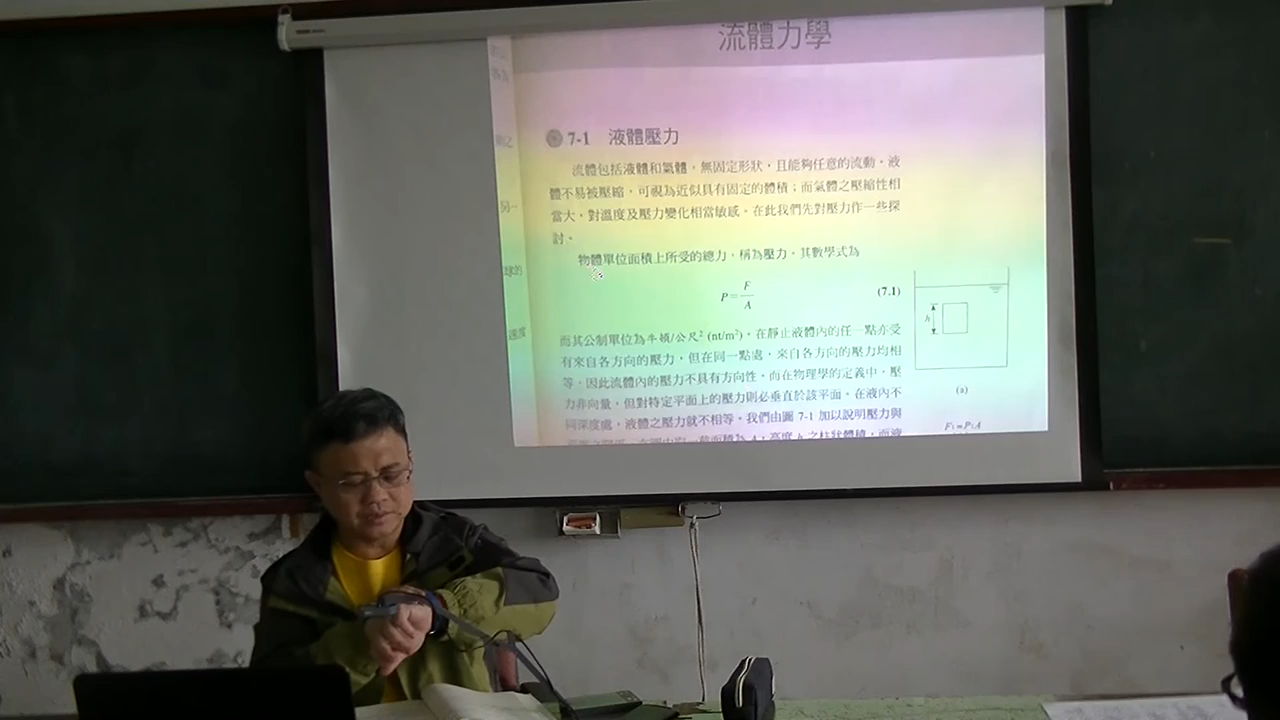 流體力學
7-1 液體壓力
流體包括液體和氣體，無固定形狀，且能夠任意的流動。液
體不易被壓縮，可視為近似具有固定的體積；而氣體之壓縮性相
當大，對溫度及壓力變化相當敏感。在此我們先對壓力作一些探
討。
物體單位面積上所受的總力，稱為壓力，其數學式為
P=F/A (7.1)
h
而其公制單位為牛頓/公尺² (nt/m²)，在靜止液體內的任一點亦受
有來自各方向的壓力，但在同一點處，來自各方向的壓力均相
等，因此流體內的壓力不具有方向性。而在物理學的定義中，壓
力非向量，但對特定平面上的壓力則必垂直於該平面。在液內不
同深度處，液體之壓力就不相等。我們由圖 7-1 加以說明壓力與
(a)
F₁=P₁A
另一
球的
速度